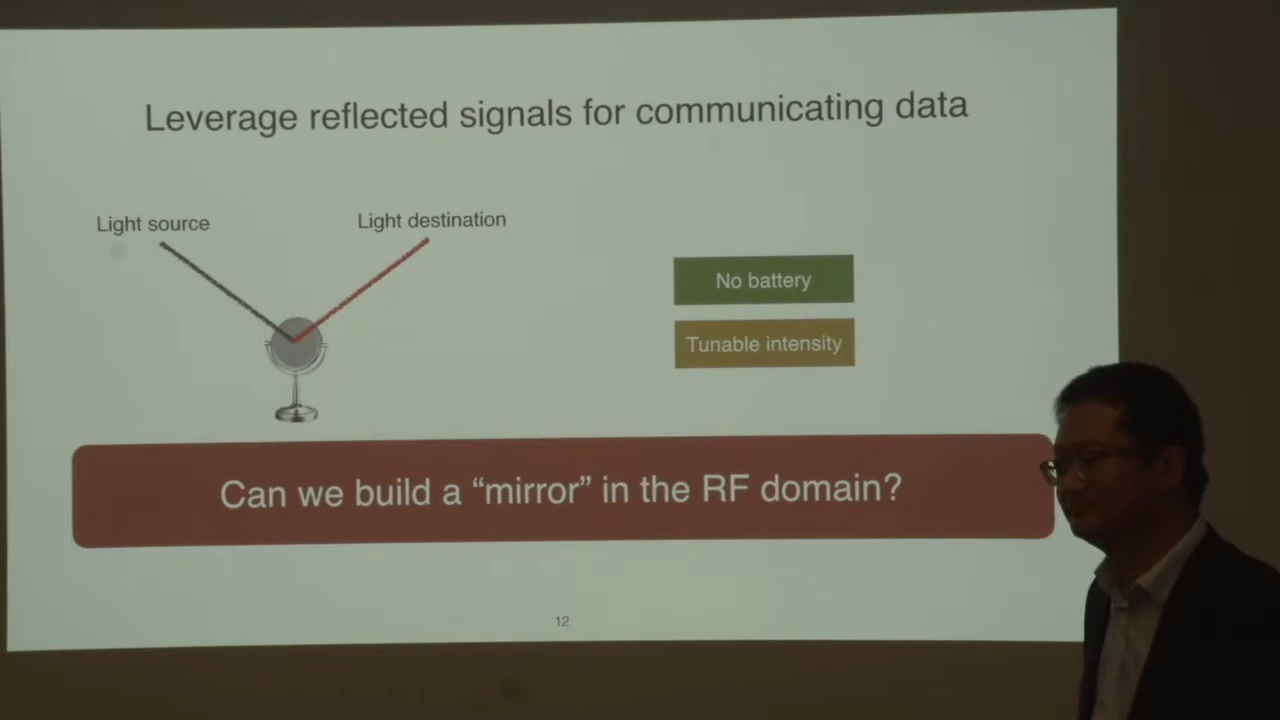 Leverage reflected signals for communicating data
Light source
Light destination
No battery
Tunable intensity
Can we build a “mirror” in the RF domain?
12